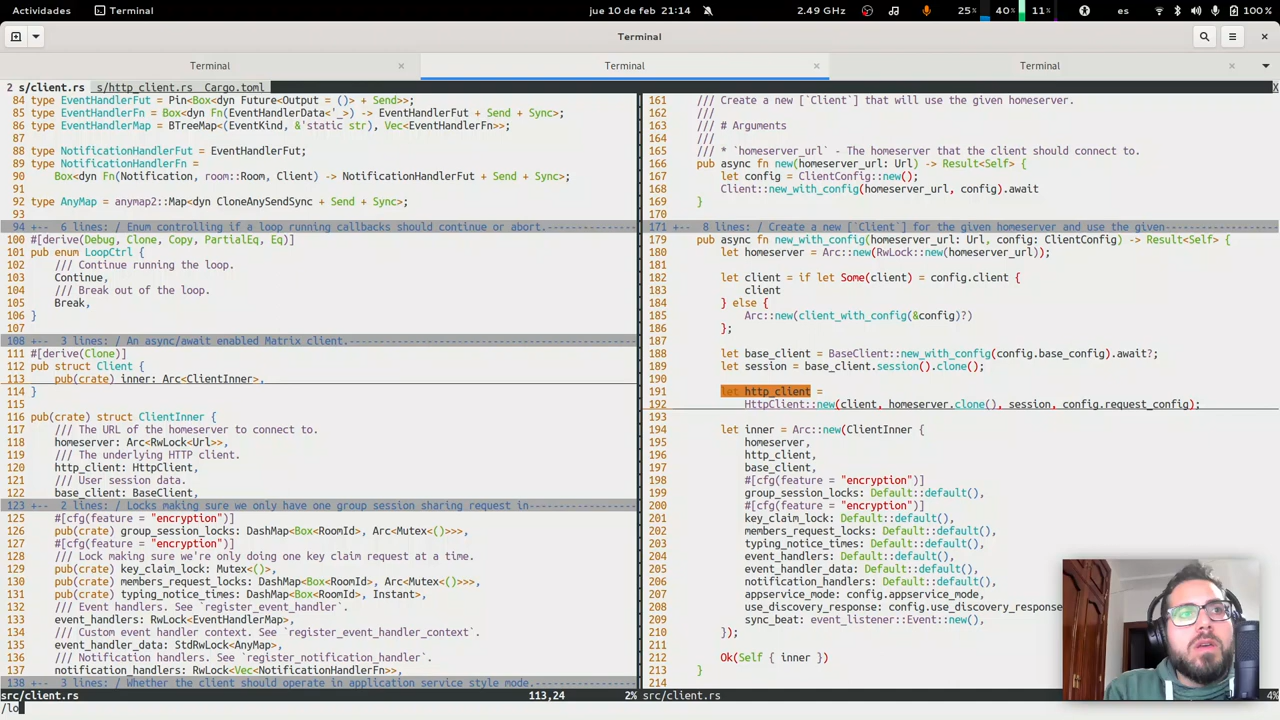 Actividades
Terminal
jue 10 de feb 21:14
2.49 GHz
25%
40%
11%
es
100 %
Terminal
Terminal
Terminal
Terminal
2 s/client.rs  s/http_client.rs  Cargo.toml
X
84 type EventHandlerFut = Pin<Box<dyn Future<Output = ()> + Send>>;
85 type EventHandlerFn = Box<dyn Fn(EventHandlerData<'_>) -> EventHandlerFut + Send + Sync>;
86 type EventHandlerMap = BTreeMap<(EventKind, &'static str), Vec<EventHandlerFn>>;
87
88 type NotificationHandlerFut = EventHandlerFut;
89 type NotificationHandlerFn =
90     Box<dyn Fn(Notification, room::Room, Client) -> NotificationHandlerFut + Send + Sync>;
91
92 type AnyMap = anymap2::Map<dyn CloneAnySendSync + Send + Sync>;
93
94 +--  6 lines: / Enum controlling if a loop running callbacks should continue or abort.
100 #[derive(Debug, Clone, Copy, PartialEq, Eq)]
101 pub enum LoopCtrl {
102     /// Continue running the loop.
103     Continue,
104     /// Break out of the loop.
105     Break,
106 }
107
108 +--  3 lines: / An async/await enabled Matrix client.
111 #[derive(Clone)]
112 pub struct Client {
113     pub(crate) inner: Arc<ClientInner>,
114 }
115
116 pub(crate) struct ClientInner {
117     /// The URL of the homeserver to connect to.
118     homeserver: Arc<RwLock<Url>>,
119     /// The underlying HTTP client.
120     http_client: HttpClient,
121     /// User session data.
122     base_client: BaseClient,
123 +--  2 lines: / Locks making sure we only have one group session sharing request in
125     #[cfg(feature = "encryption")]
126     pub(crate) group_session_locks: DashMap<Box<RoomId>, Arc<Mutex<()>>>,
127     #[cfg(feature = "encryption")]
128     /// Lock making sure we're only doing one key claim request at a time.
129     pub(crate) key_claim_lock: Mutex<()>,
130     pub(crate) members_request_locks: DashMap<Box<RoomId>, Arc<Mutex<()>>>,
131     pub(crate) typing_notice_times: DashMap<Box<RoomId>, Instant>,
132     /// Event handlers. See `register_event_handler`.
133     event_handlers: RwLock<EventHandlerMap>,
134     /// Custom event handler context. See `register_event_handler_context`.
135     event_handler_data: StdRwLock<AnyMap>,
136     /// Notification handlers. See `register_notification_handler`.
137     notification_handlers: RwLock<Vec<NotificationHandlerFn>>,
138 +--  3 lines: / Whether the client should operate in application service style mode.
src/client.rs 113,24 2%
161     /// Create a new [`Client`] that will use the given homeserver.
162     ///
163     /// # Arguments
164     ///
165     /// * `homeserver_url` - The homeserver that the client should connect to.
166     pub async fn new(homeserver_url: Url) -> Result<Self> {
167         let config = ClientConfig::new();
168         Client::new_with_config(homeserver_url, config).await
169     }
170
171 +--  8 lines: / Create a new [`Client`] for the given homeserver and use the given
179     pub async fn new_with_config(homeserver_url: Url, config: ClientConfig) -> Result<Self> {
180         let homeserver = Arc::new(RwLock::new(homeserver_url));
181
182         let client = if let Some(client) = config.client {
183             client
184         } else {
185             Arc::new(client_with_config(&config)?)
186         };
187
188         let base_client = BaseClient::new_with_config(config.base_config).await?;
189         let session = base_client.session().clone();
190
191         let http_client =
192             HttpClient::new(client, homeserver.clone(), session, config.request_config);
193
194         let inner = Arc::new(ClientInner {
195             homeserver,
196             http_client,
197             base_client,
198             #[cfg(feature = "encryption")]
199             group_session_locks: Default::default(),
200             #[cfg(feature = "encryption")]
201             key_claim_lock: Default::default(),
202             members_request_locks: Default::default(),
203             typing_notice_times: Default::default(),
204             event_handlers: Default::default(),
205             event_handler_data: Default::default(),
206             notification_handlers: Default::default(),
207             appservice_mode: config.appservice_mode,
208             use_discovery_response: config.use_discovery_response
209             sync_beat: event_listener::Event::new(),
210         });
211
212         Ok(Self { inner })
213     }
214
src/client.rs 4%
/lo